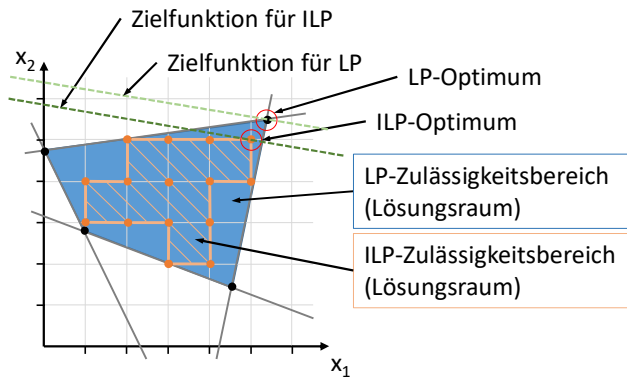 Zielfunktion für ILP
Zielfunktion für LP
x2
LP-Optimum
ILP-Optimum
LP-Zulässigkeitsbereich
(Lösungsraum)
ILP-Zulässigkeitsbereich
(Lösungsraum)
x1